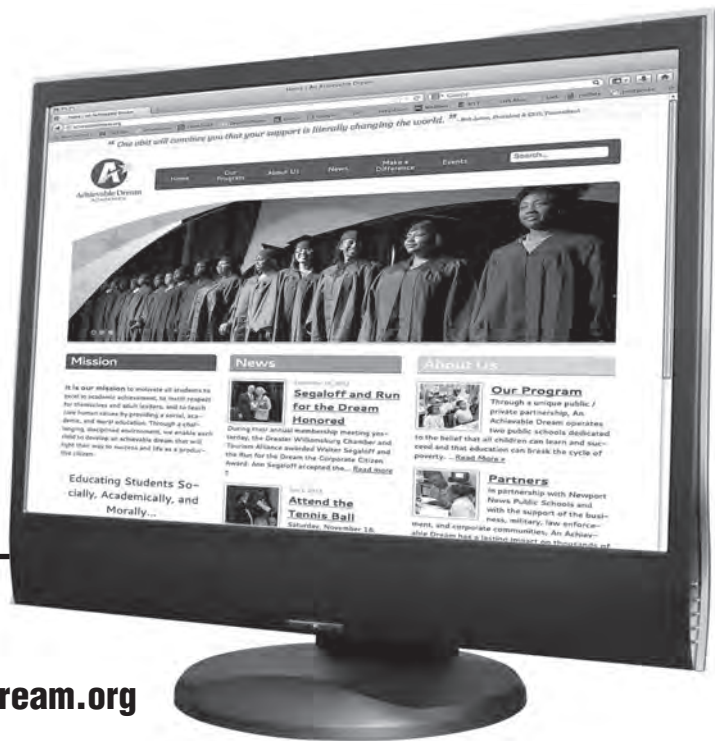 Home | An Achievable Dream
" One visit will convince you that your support is literally changing the world. "
Achievable Dream
Academies
Home
Our
Program
About Us
News
Make a
Difference
Events
Search...
Mission
It is our mission to motivate all students to
excel in academic achievement, to teach respect
for themselves and adult leaders, and to teach
core human values by providing a social, aca-
demic, and moral education. Through a chal-
lenging, disciplined environment, we enable each
child to develop an achievable dream that will
light their way to success and life as a produc-
tive citizen.
Educating Students So-
cially, Academically, and
Morally...
News
Segaloff and Run
for the Dream
Honored
During their annual membership meeting yes-
terday, the Greater Williamsburg Chamber and
Tourism Alliance awarded Walter Segaloff and
the Run for the Dream the Corporate Citizen
Award. Ann Segaloff accepted the... Read more
Attend the
Tennis Ball
Saturday, November 16,
About Us
Our Program
Through a unique public /
private partnership, An
Achievable Dream operates
two public schools dedicated
to the belief that all children can learn and suc-
ceed and that education can break the cycle of
poverty. ... Read More »
Partners
In partnership with Newport
News Public Schools and
with the support of the busi-
ness, military, law enforce-
ment, and corporate communities, An Achiev-
able Dream has a lasting impact on thousands of
ream.org